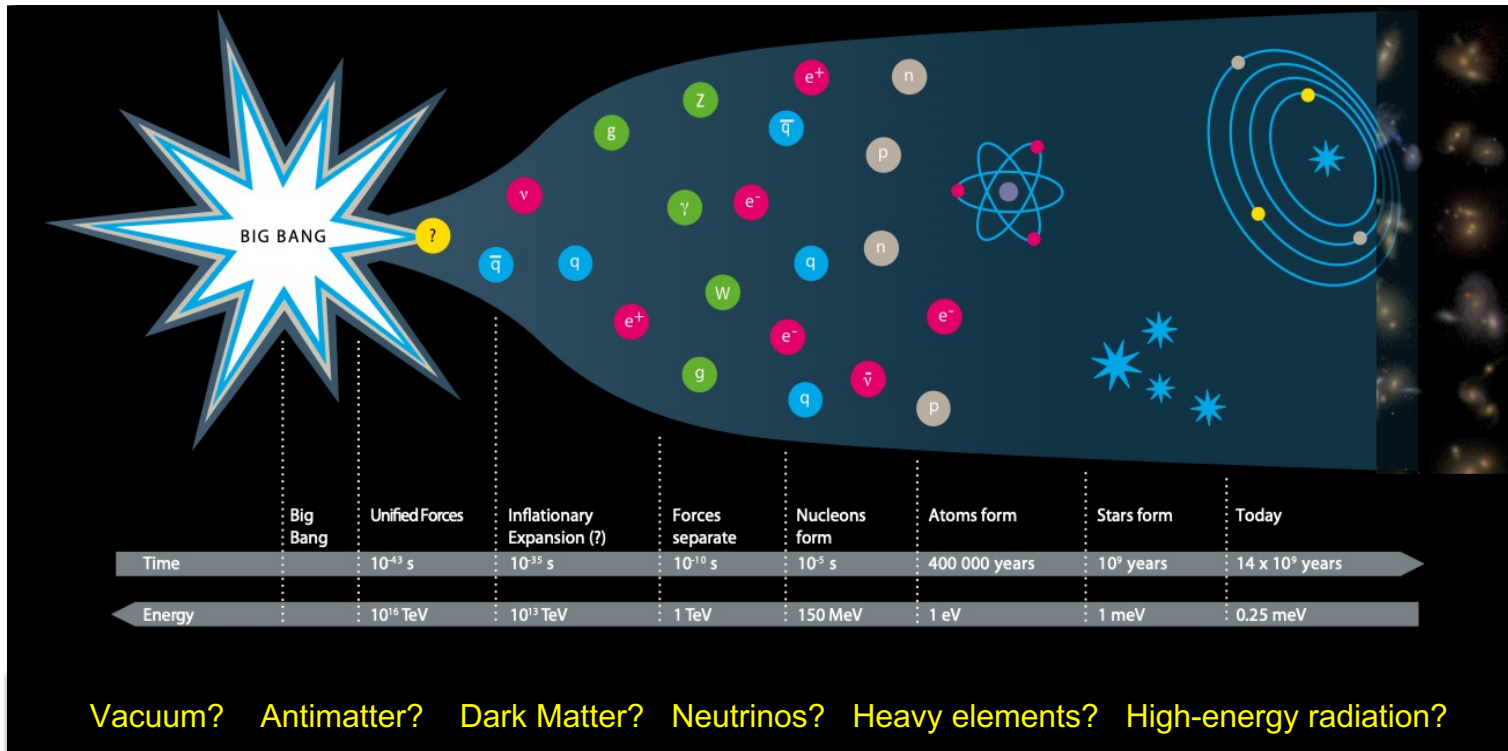 BIG BANG
?
ν
q̅
q
g
Z
e⁺
q̅
n
p
γ
e⁻
q
n
W
e⁺
e⁻
g
q
ν̅
e⁻
p
Big Bang
Unified Forces
Inflationary Expansion (?)
Forces separate
Nucleons form
Atoms form
Stars form
Today
Time 10⁻⁴³ s 10⁻³⁵ s 10⁻¹⁰ s 10⁻⁵ s 400 000 years 10⁹ years 14 x 10⁹ years
Energy 10¹⁶ TeV 10¹³ TeV 1 TeV 150 MeV 1 eV 1 meV 0.25 meV
Vacuum? Antimatter? Dark Matter? Neutrinos? Heavy elements? High-energy radiation?